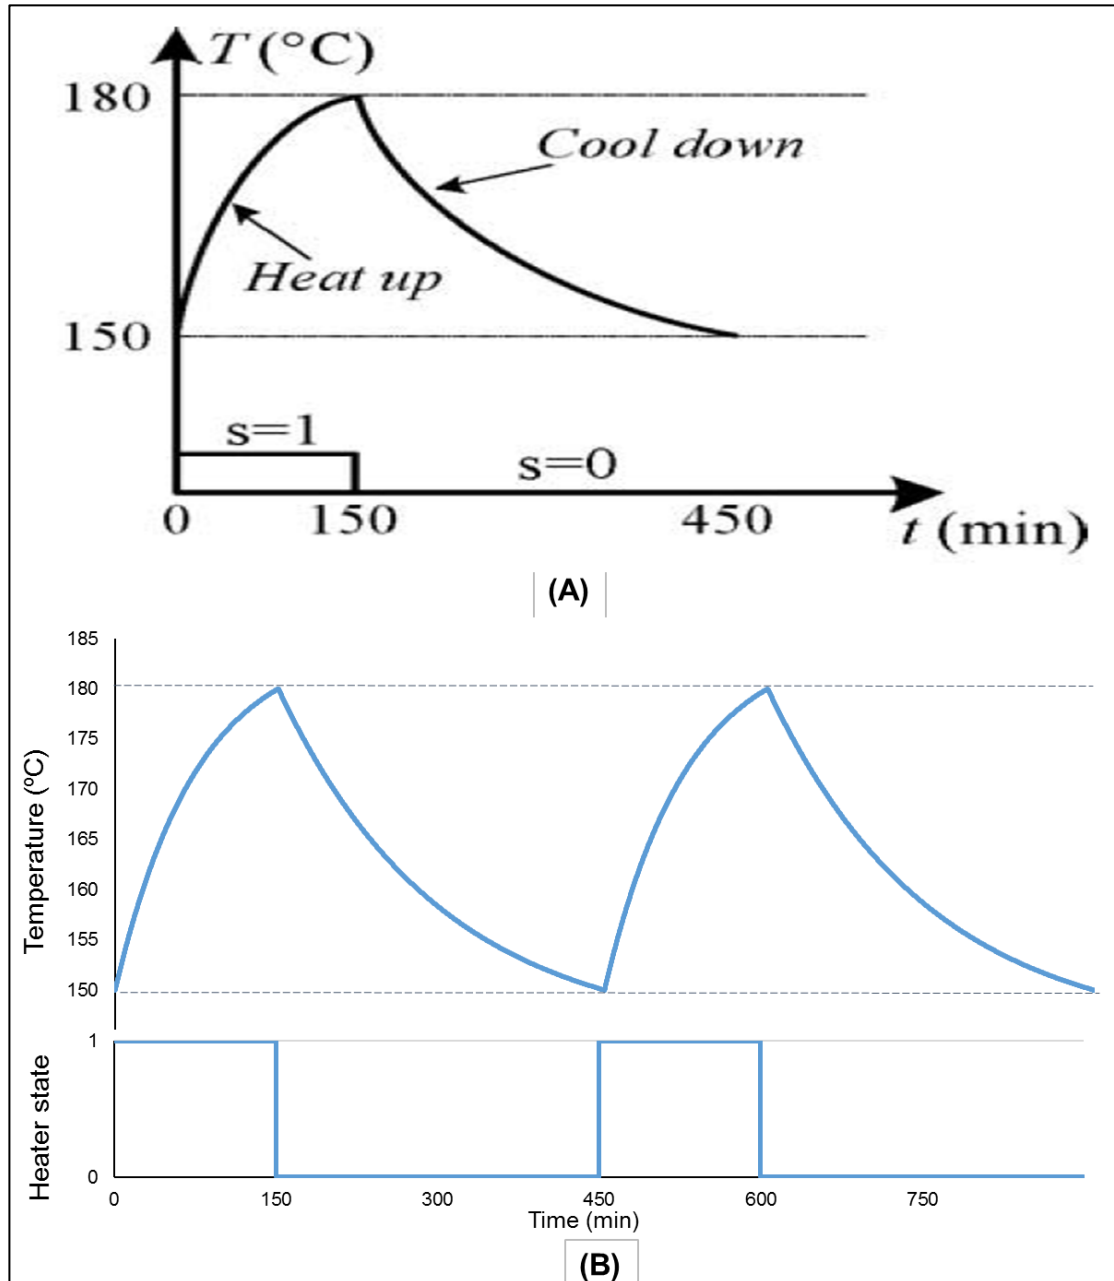 T (°C)
180
Cool down
Heat up
150
s=1
s=0
0 150 450 t (min)
(A)
185
180
175
170
165
160
155
150
Temperature (ºC)
1
0
Heater state
0 150 300 450 600 750
Time (min)
(B)